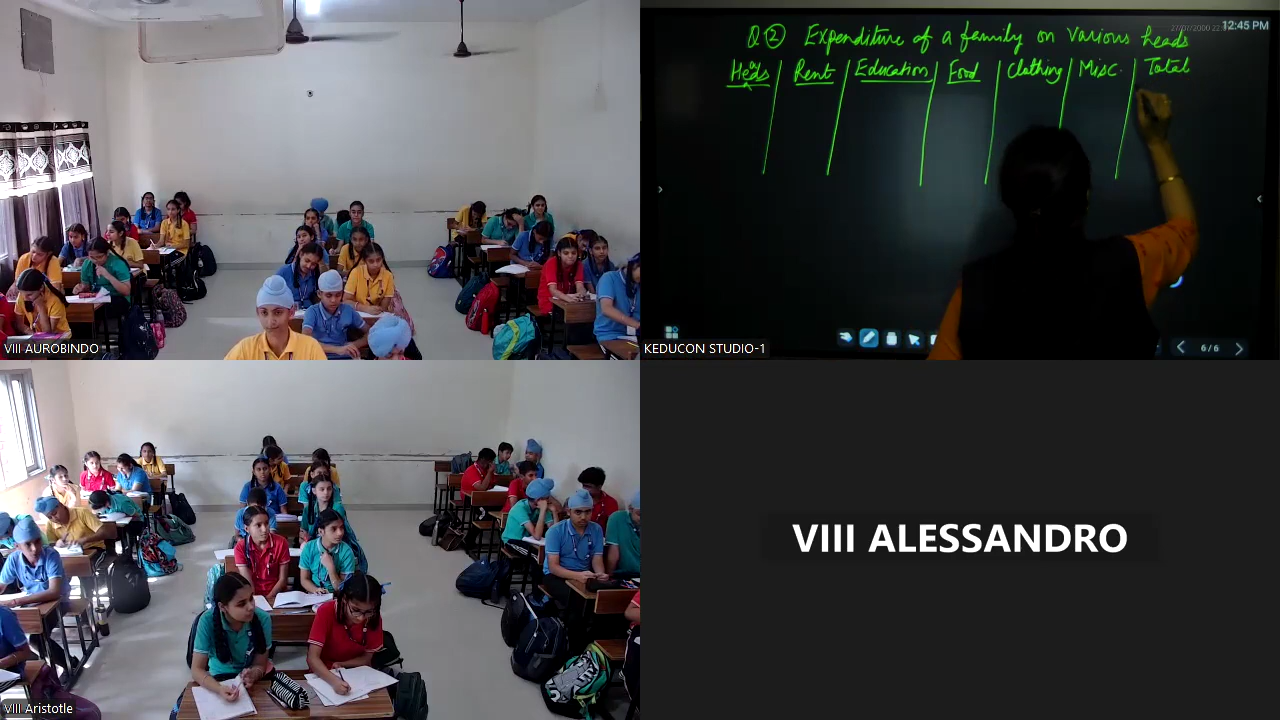 12:45 PM
Q② Expenditure of a family on various heads
Heads Rent Education Food Clothing Misc. Total
6/6
VIII AUROBINDO
KEDUCON STUDIO-1
VIII ALESSANDRO
VIII Aristotle